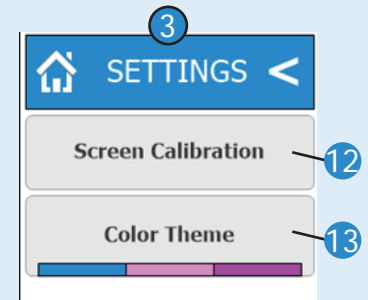 3
SETTINGS <
Screen Calibration
12
Color Theme
13